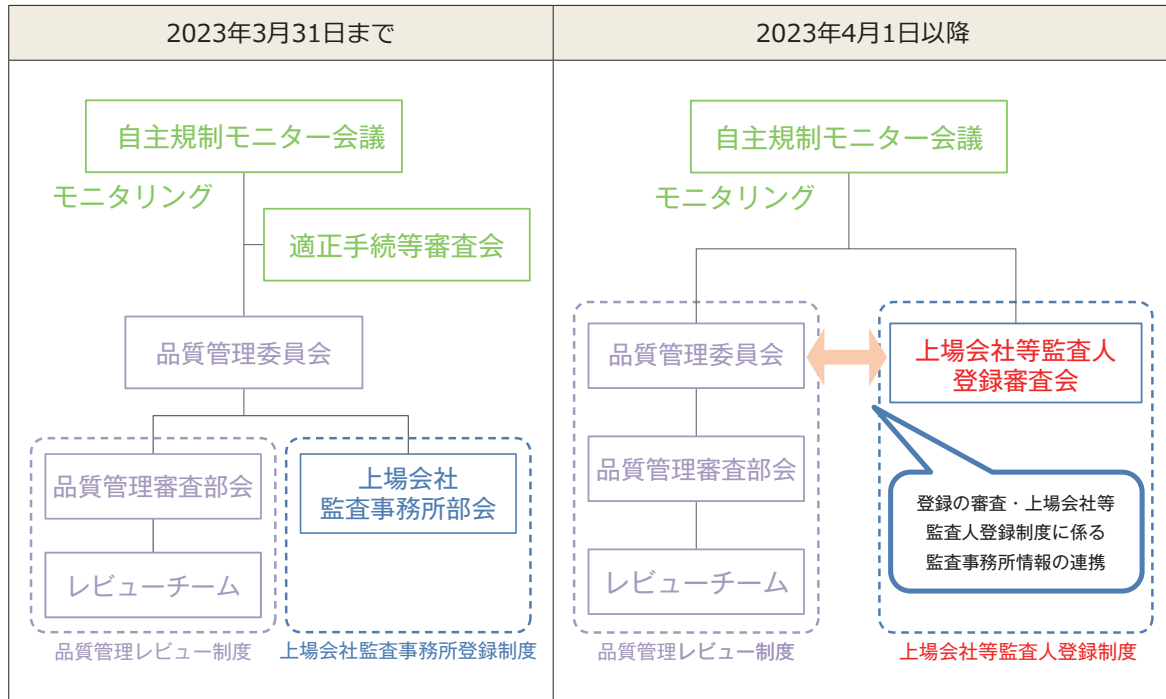 2023年3月31日まで
自主規制モニター会議
モニタリング
適正手続等審査会
品質管理委員会
品質管理審査部会
上場会社
監査事務所部会
レビューチーム
品質管理レビュー制度
上場会社監査事務所登録制度
2023年4月1日以降
自主規制モニター会議
モニタリング
品質管理委員会
上場会社等監査人
登録審査会
品質管理審査部会
登録の審査・上場会社等
監査人登録制度に係る
監査事務所情報の連携
レビューチーム
品質管理レビュー制度
上場会社等監査人登録制度